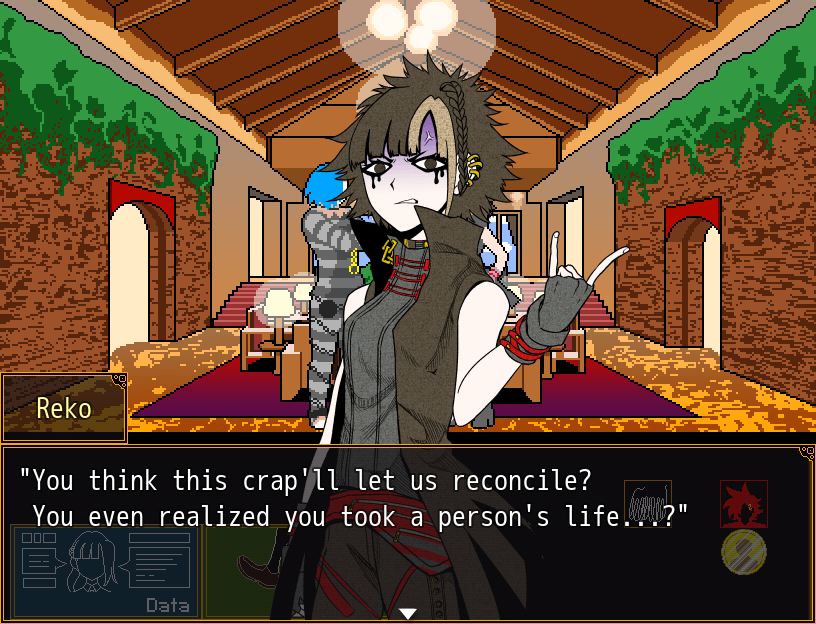 Reko
"You think this crap'll let us reconcile?
You even realized you took a person's life...?"
Data